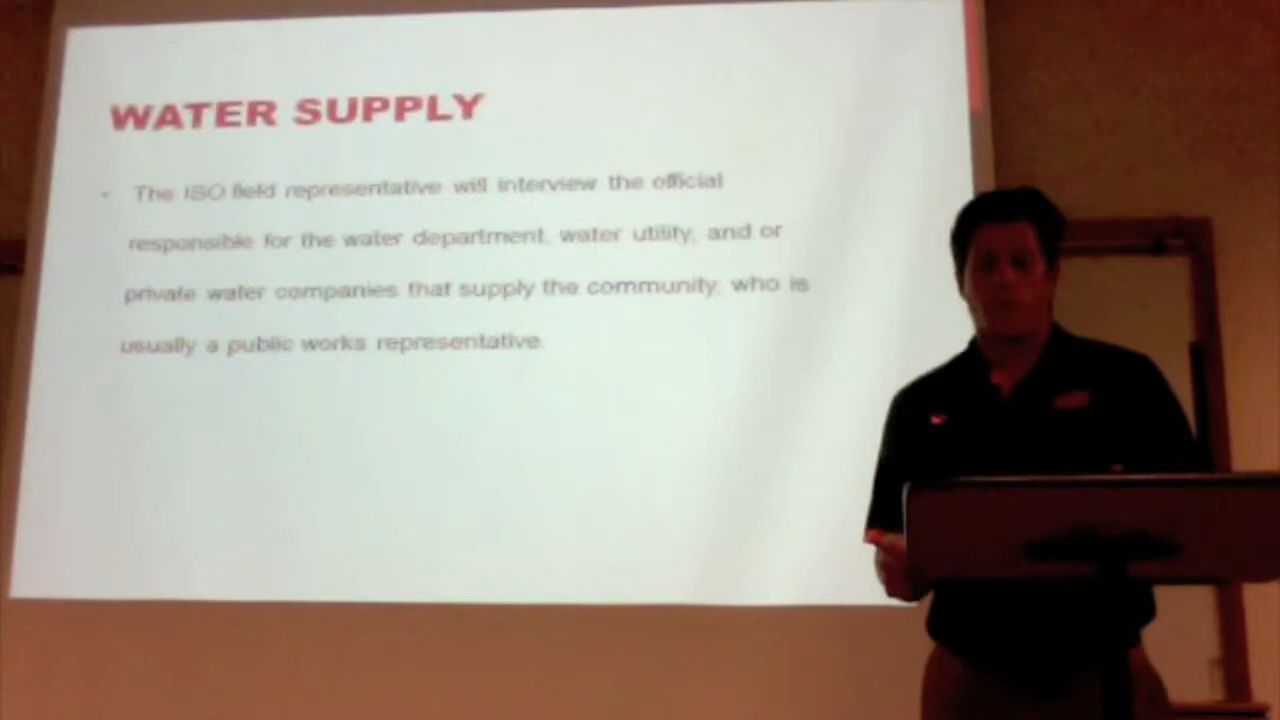 WATER SUPPLY
- The ISO field representative will interview the official
responsible for the water department, water utility, and or
private water companies that supply the community, who is
usually a public works representative.